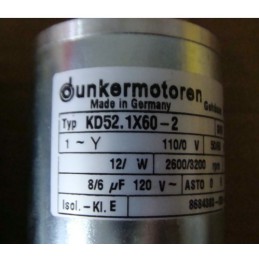 dunkermotoren
Made in Germany
Typ KD52.1X60-2
1~Y 110/0 V
12/ W 2600/3200 rpm
8/6 µF 120 V~ ASTO
Isol.-Kl. E